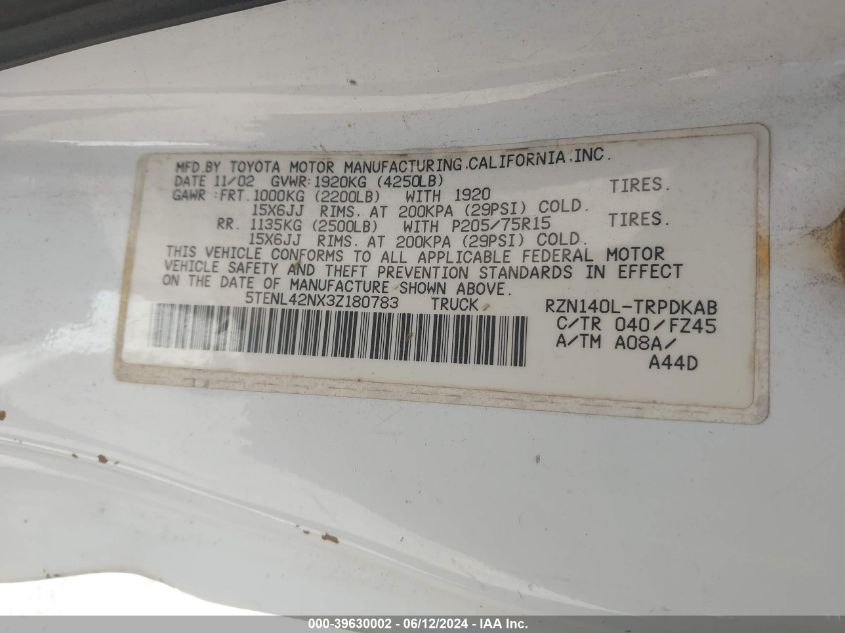 MFD.BY TOYOTA MOTOR MANUFACTURING.CALIFORNIA.INC.
DATE 11/02 GVWR:1920KG (4250LB)
GAWR :FRT.1000KG (2200LB) WITH 1920 TIRES.
15X6JJ RIMS. AT 200KPA (29PSI) COLD.
RR. 1135KG (2500LB) WITH P205/75R15 TIRES.
15X6JJ RIMS. AT 200KPA (29PSI) COLD.
THIS VEHICLE CONFORMS TO ALL APPLICABLE FEDERAL MOTOR
VEHICLE SAFETY AND THEFT PREVENTION STANDARDS IN EFFECT
ON THE DATE OF MANUFACTURE SHOWN ABOVE.
5TENL42NX3Z180783 TRUCK RZN140L-TRPDKAB
C/TR 040/FZ45
A/TM A08A/
A44D
000-39630002 - 06/12/2024 - IAA Inc.